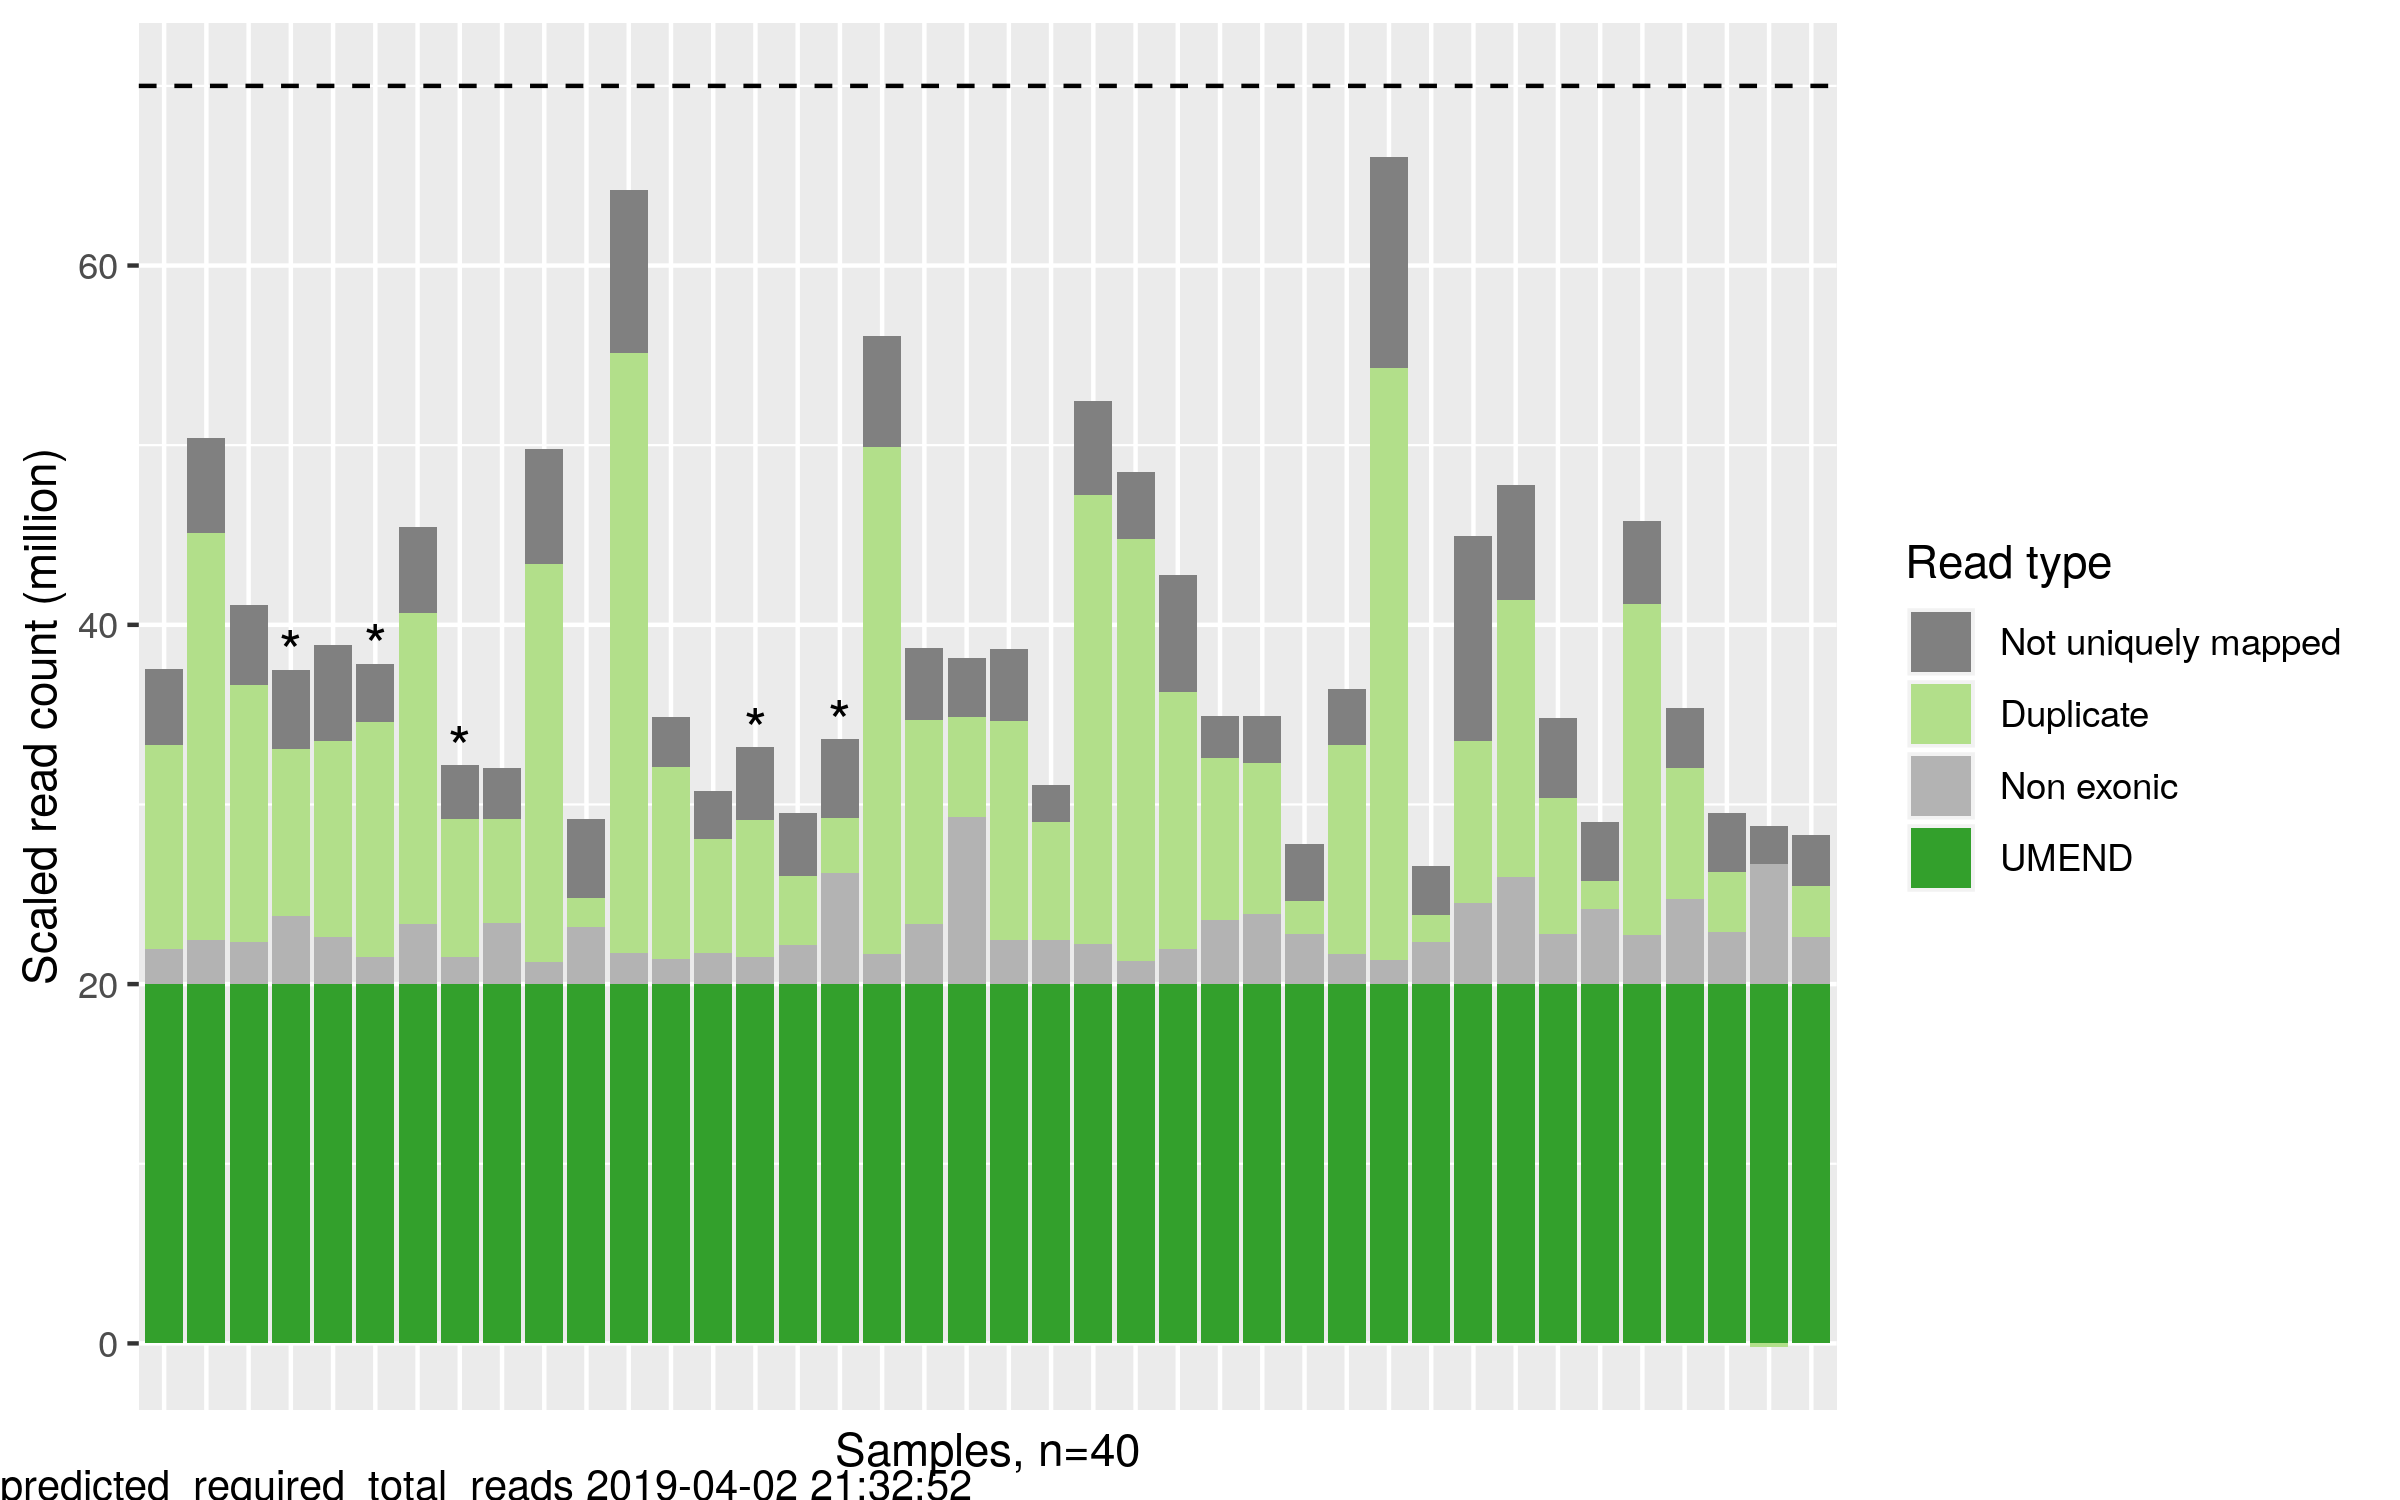 Scaled read count (million)
60
40
20
0
*
*
*
*
*
Samples, n=40
predicted_required_total_reads 2019-04-02 21:32:52
Read type
Not uniquely mapped
Duplicate
Non exonic
UMEND